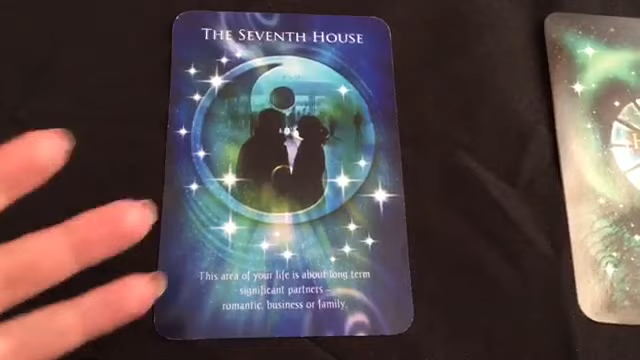 The Seventh House
This area of your life is about long term
significant partners –
romantic, business or family.